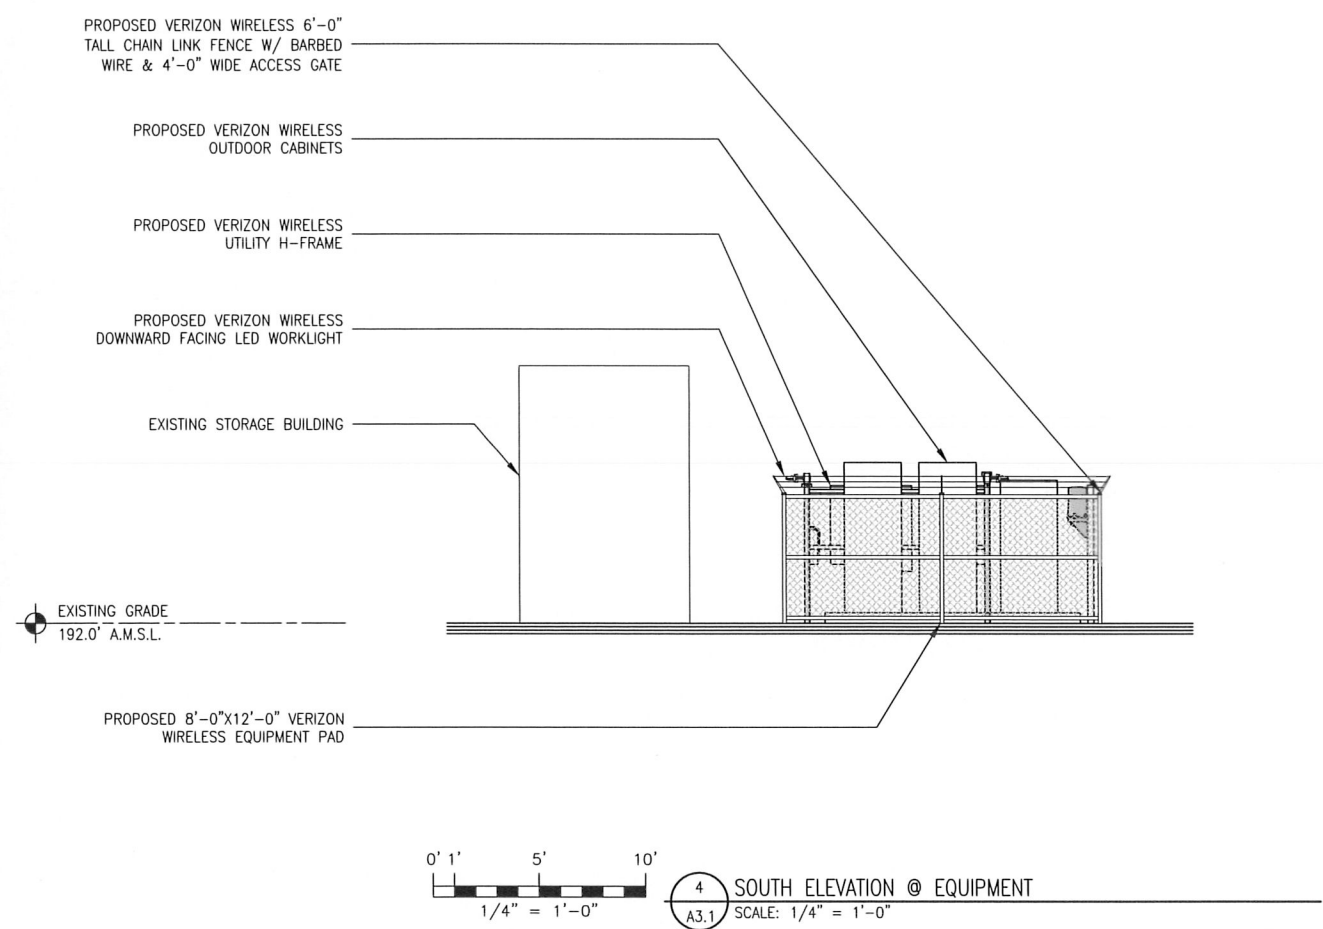 PROPOSED VERIZON WIRELESS 6'-0"
TALL CHAIN LINK FENCE W/ BARBED
WIRE & 4'-0" WIDE ACCESS GATE
PROPOSED VERIZON WIRELESS
OUTDOOR CABINETS
PROPOSED VERIZON WIRELESS
UTILITY H-FRAME
PROPOSED VERIZON WIRELESS
DOWNWARD FACING LED WORKLIGHT
EXISTING STORAGE BUILDING
EXISTING GRADE
192.0' A.M.S.L.
PROPOSED 8'-0"X12'-0" VERIZON
WIRELESS EQUIPMENT PAD
0' 1' 5' 10'
1/4" = 1'-0"
4
A3.1
SOUTH ELEVATION @ EQUIPMENT
SCALE: 1/4" = 1'-0"